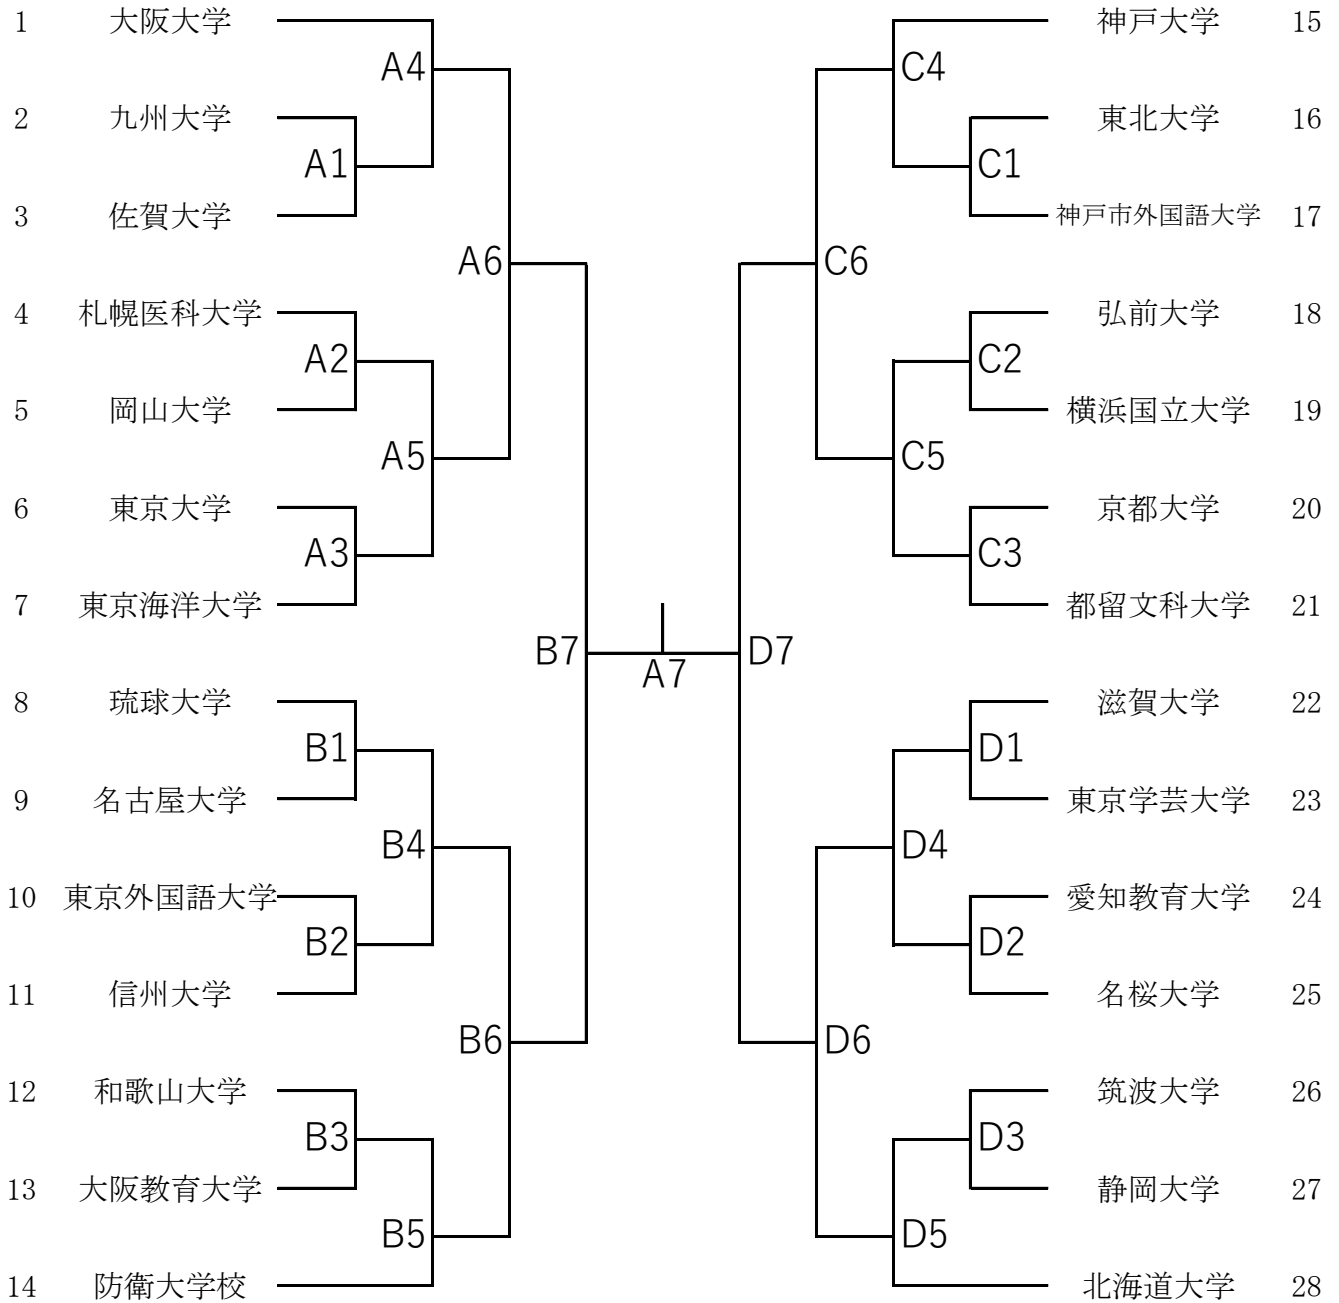 1 大阪大学
A4
2 九州大学
A1
3 佐賀大学
A6
4 札幌医科大学
A2
5 岡山大学
A5
6 東京大学
A3
7 東京海洋大学
B7
8 琉球大学
B1
9 名古屋大学
B4
10 東京外国語大学
B2
11 信州大学
B6
12 和歌山大学
B3
13 大阪教育大学
B5
14 防衛大学校
A7
神戸大学 15
C4
東北大学 16
C1
神戸市外国語大学 17
C6
弘前大学 18
C2
横浜国立大学 19
C5
京都大学 20
C3
都留文科大学 21
D7
滋賀大学 22
D1
東京学芸大学 23
D4
愛知教育大学 24
D2
名桜大学 25
D6
筑波大学 26
D3
静岡大学 27
D5
北海道大学 28